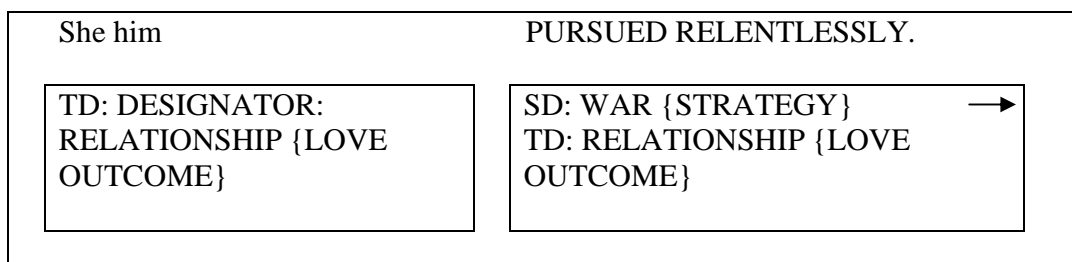 She him PURSUED RELENTLESSLY.
TD: DESIGNATOR:
RELATIONSHIP {LOVE
OUTCOME}
SD: WAR {STRATEGY}
TD: RELATIONSHIP {LOVE
OUTCOME}